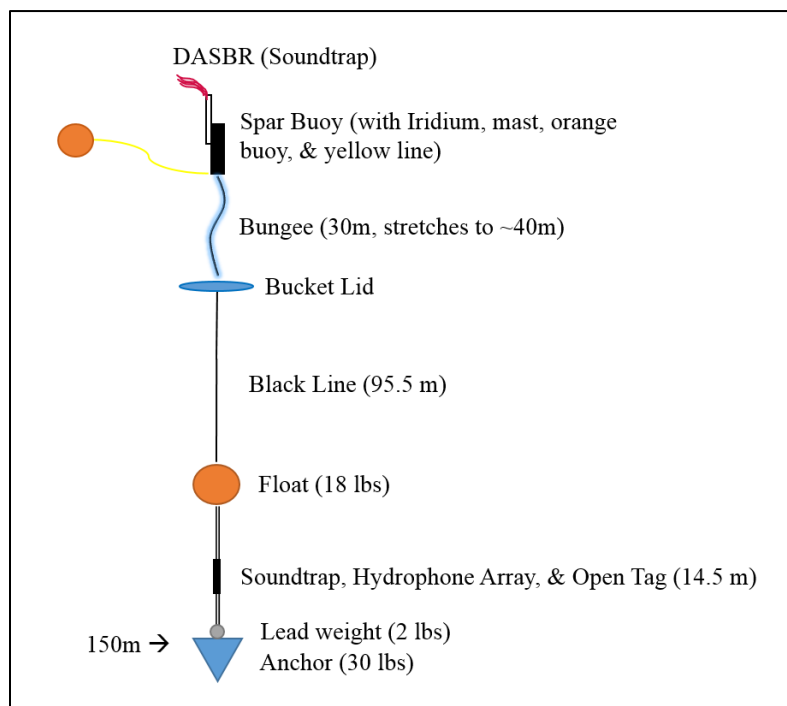 DASBR (Soundtrap)
Spar Buoy (with Iridium, mast, orange
buoy, & yellow line)
Bungee (30m, stretches to ~40m)
Bucket Lid
Black Line (95.5 m)
Float (18 lbs)
Soundtrap, Hydrophone Array, & Open Tag (14.5 m)
150m →
Lead weight (2 lbs)
Anchor (30 lbs)